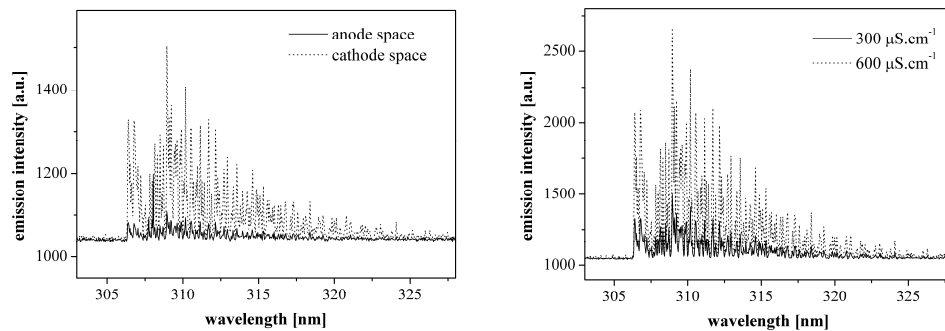 emission intensity [a.u.]
1400
1200
1000
anode space
cathode space
305 310 315 320 325
wavelength [nm]
emission intensity [a.u.]
2500
2000
1500
1000
300 µS.cm⁻¹
600 µS.cm⁻¹
305 310 315 320 325
wavelength [nm]